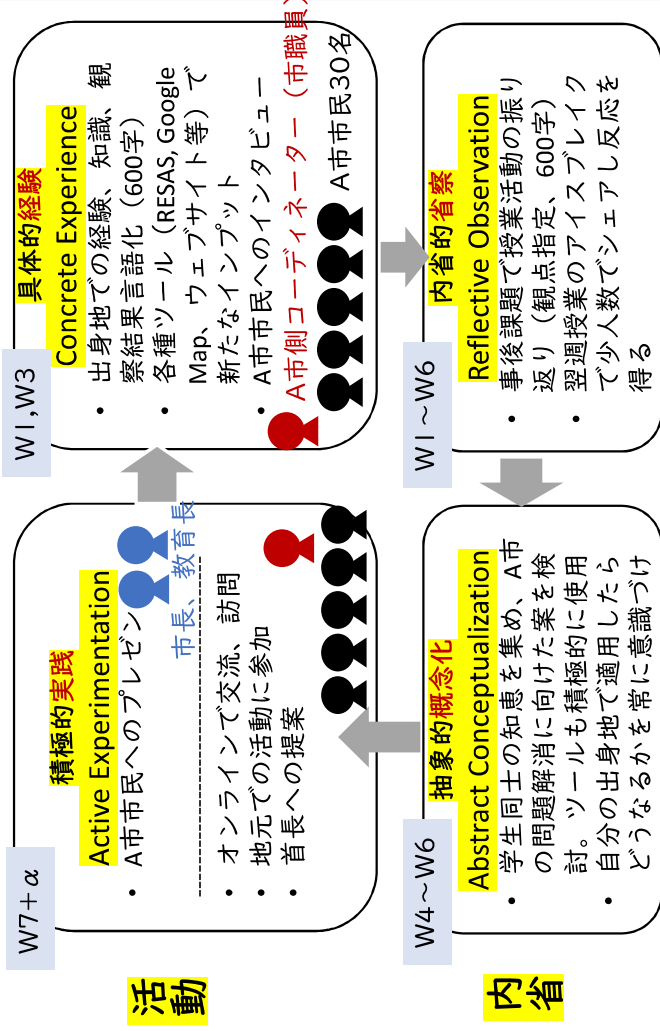 活動
W7+α
積極的実践
Active Experimentation
• A市市民へのプレゼン
市長、教育長
• オンラインで交流、訪問
• 地元での活動に参加
• 首長への提案
W1,W3
具体的経験
Concrete Experience
• 出身地での経験、知識、観
察結果言語化（600字）
• 各種ツール（RESAS, Google
Map、ウェブサイト等）で
新たなインプット
• A市市民へのインタビュー
A市側コーディネーター（市職員）
A市市民30名
内省
W4～W6
抽象的概念化
Abstract Conceptualization
• 学生同士の知恵を集め、A市
の問題解消に向けた案を検
討。ツールも積極的に使用
• 自分の出身地で適用したら
どうなるかを常に意識づけ
W1～W6
内省的省察
Reflective Observation
• 事後課題で授業活動の振り
返り（観点指定、600字）
• 翌週授業のアイスブレイク
で少人数でシェアし反応を
得る